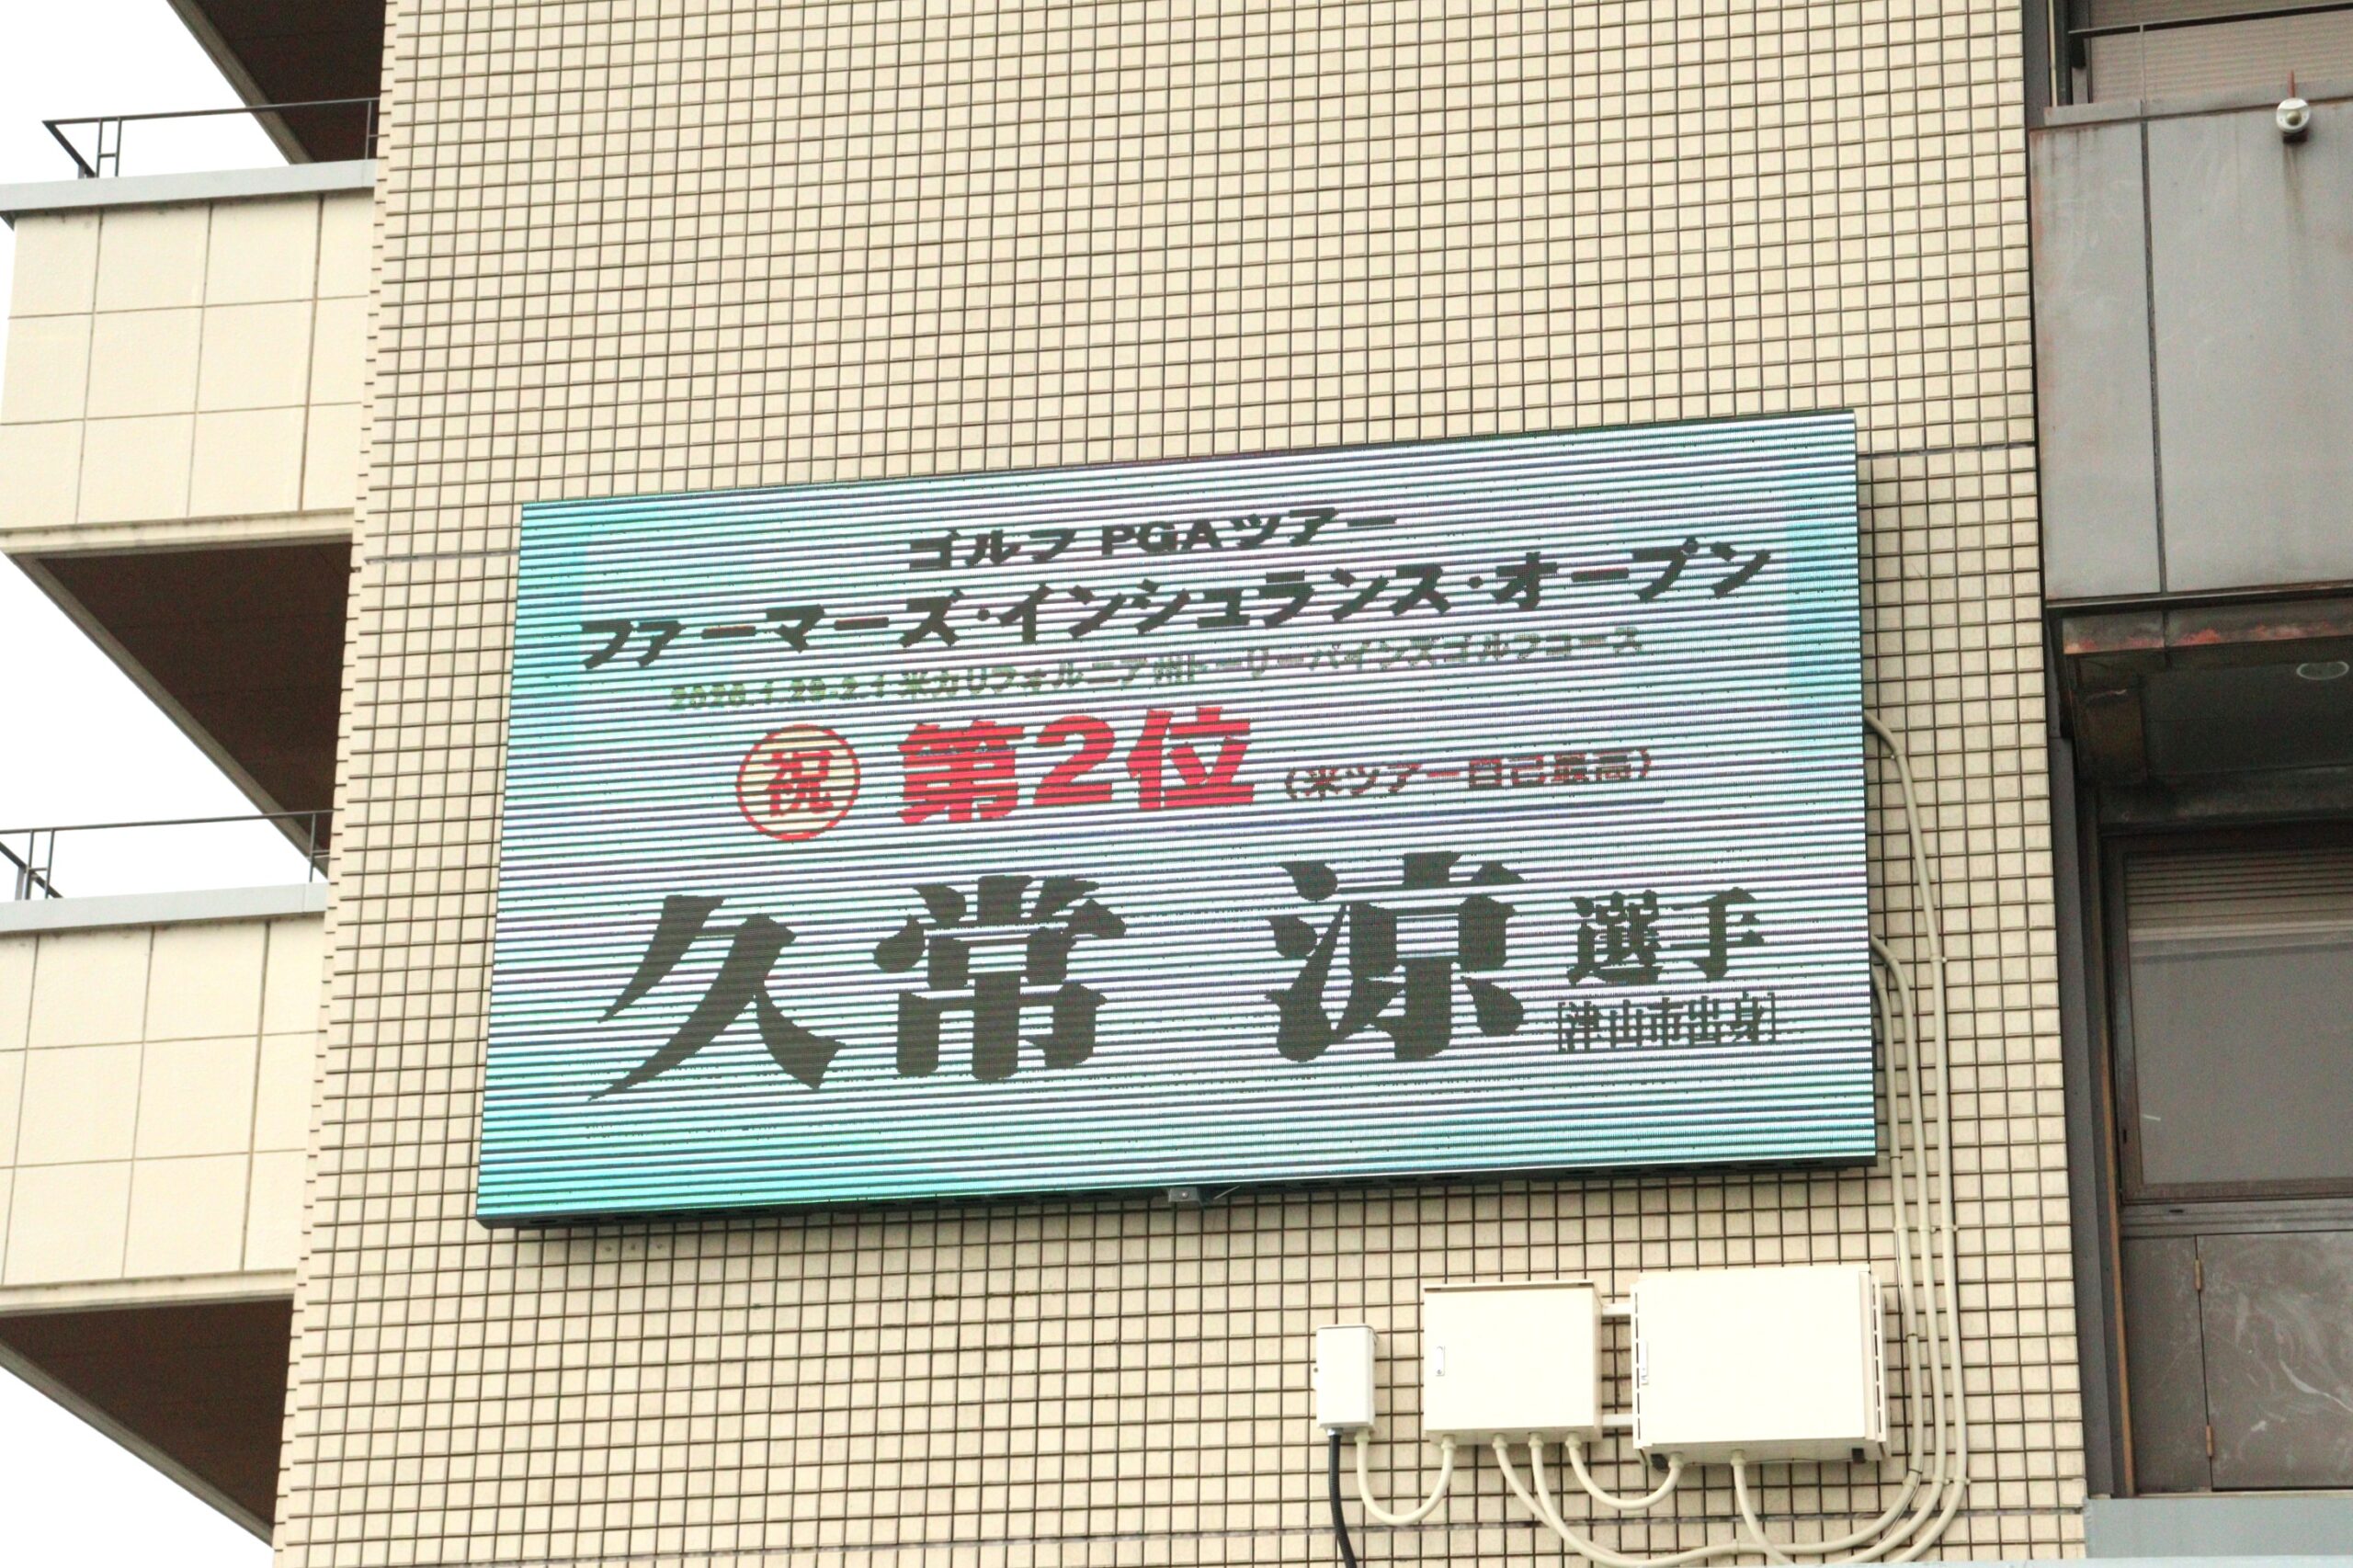 ゴルフ PGAツアー
ファーマーズ・インシュランス・オープン
2026.1.29-2.1 米カリフォルニア州トーリーパインズゴルフコース
祝 第2位 (米ツアー自己最高)
久常 涼 選手
[津山市出身]